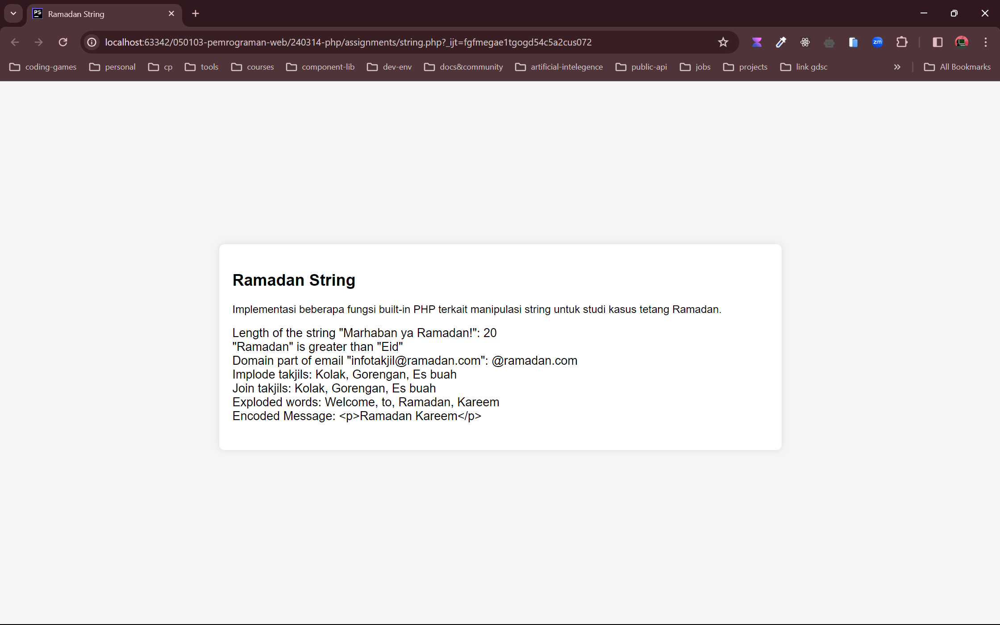 Ramadan String
localhost:63342/050103-pemrograman-web/240314-php/assignments/string.php?_ijt=fgfmegae1tgogd54c5a2cus072
zm
coding-games personal cp tools courses component-lib dev-env docs&community artificial-intelegence public-api jobs projects link gdsc All Bookmarks
Ramadan String
Implementasi beberapa fungsi built-in PHP terkait manipulasi string untuk studi kasus tetang Ramadan.
Length of the string "Marhaban ya Ramadan!": 20
"Ramadan" is greater than "Eid"
Domain part of email "infotakjil@ramadan.com": @ramadan.com
Implode takjils: Kolak, Gorengan, Es buah
Join takjils: Kolak, Gorengan, Es buah
Exploded words: Welcome, to, Ramadan, Kareem
Encoded Message: <p>Ramadan Kareem</p>